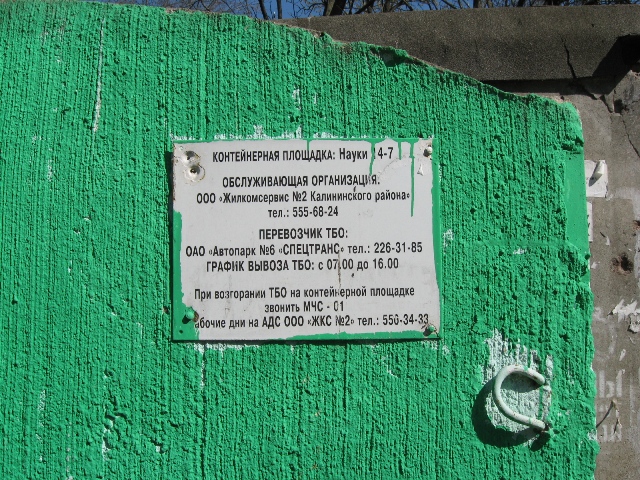 КОНТЕЙНЕРНАЯ ПЛОЩАДКА: Науки 14-7
ОБСЛУЖИВАЮЩАЯ ОРГАНИЗАЦИЯ:
ООО «Жилкомсервис №2 Калининского района»
тел.: 555-68-24
ПЕРЕВОЗЧИК ТБО:
ОАО «Автопарк №6 «СПЕЦТРАНС» тел.: 226-31-85
ГРАФИК ВЫВОЗА ТБО: с 07.00 до 16.00
При возгорании ТБО на контейнерной площадке
звонить МЧС - 01
рабочие дни на АДС ООО «ЖКС №2» тел.: 556-34-33